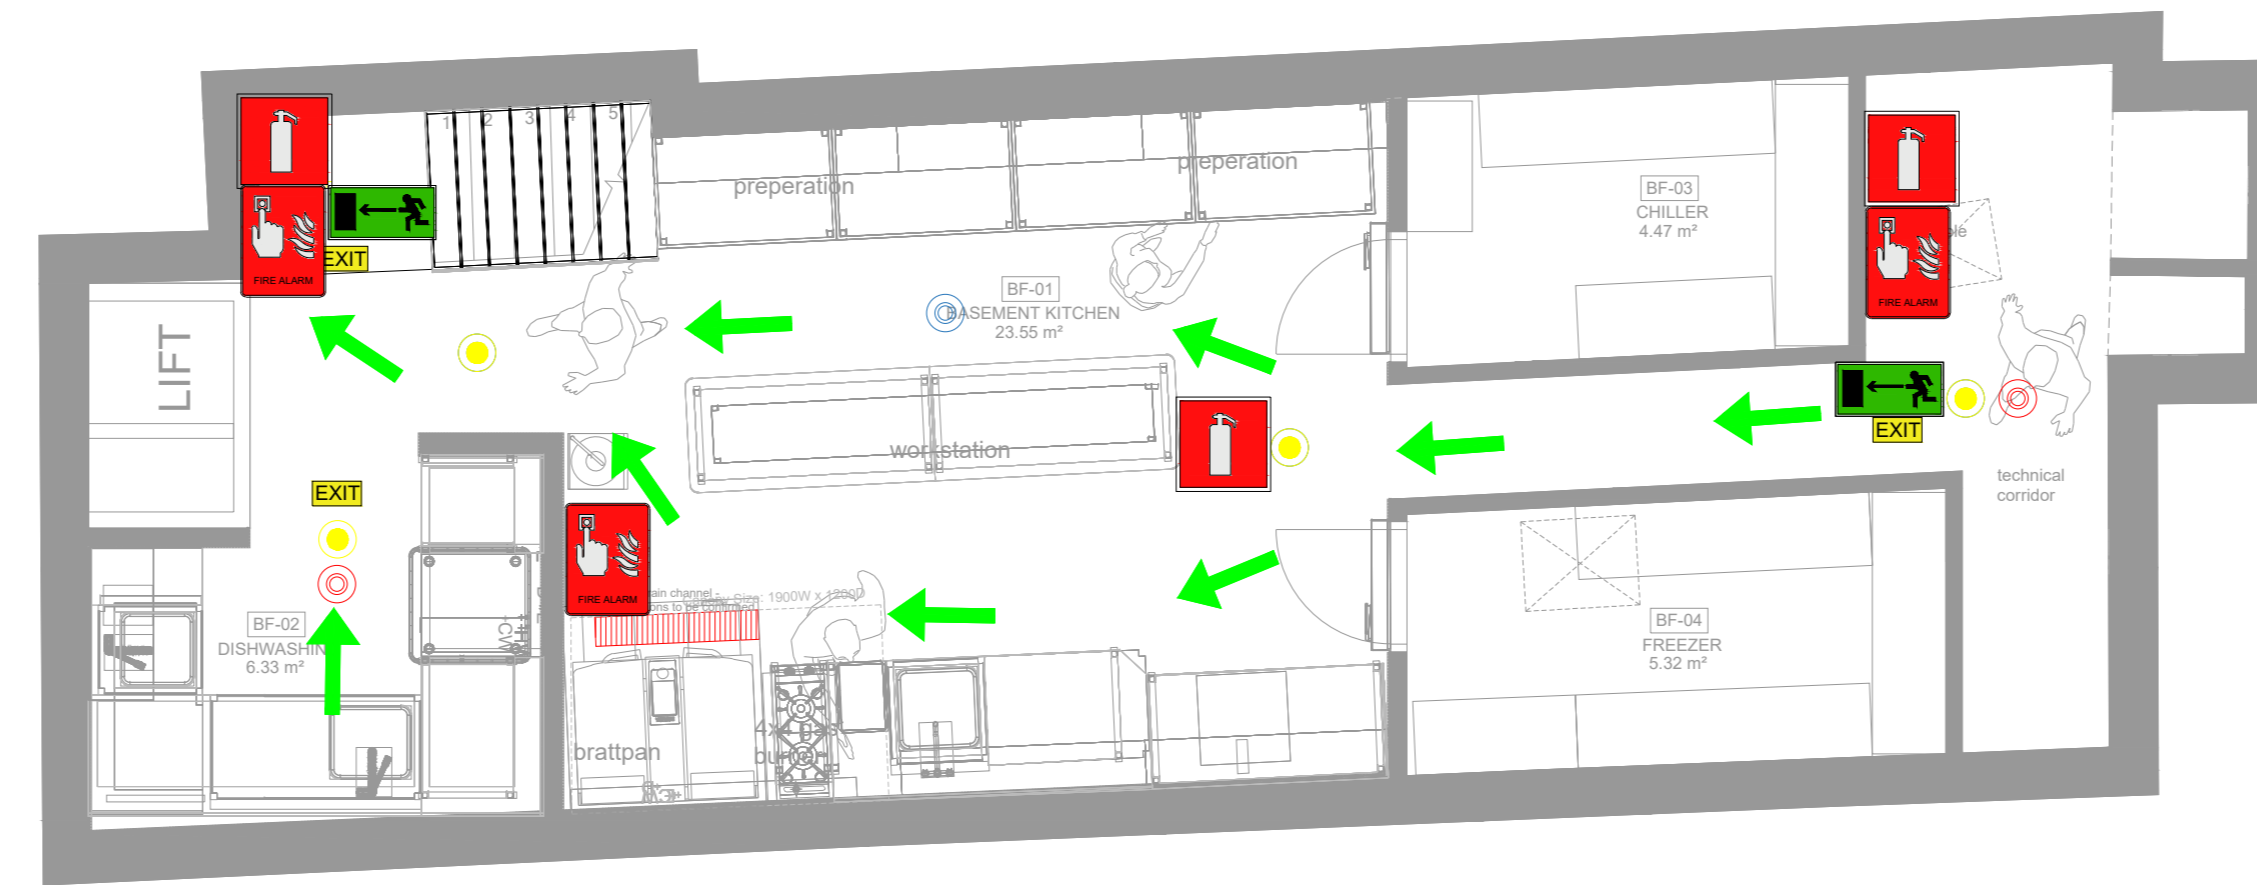 1 2 3 4 5
FIRE ALARM
EXIT
LIFT
preperation
preperation
BF-01
BASEMENT KITCHEN
23.55 m²
BF-03
CHILLER
4.47 m²
FIRE ALARM
EXIT
technical
corridor
workstation
EXIT
FIRE ALARM
BF-02
6.33 m²
brattpan
4x4 gas
BF-04
FREEZER
5.32 m²